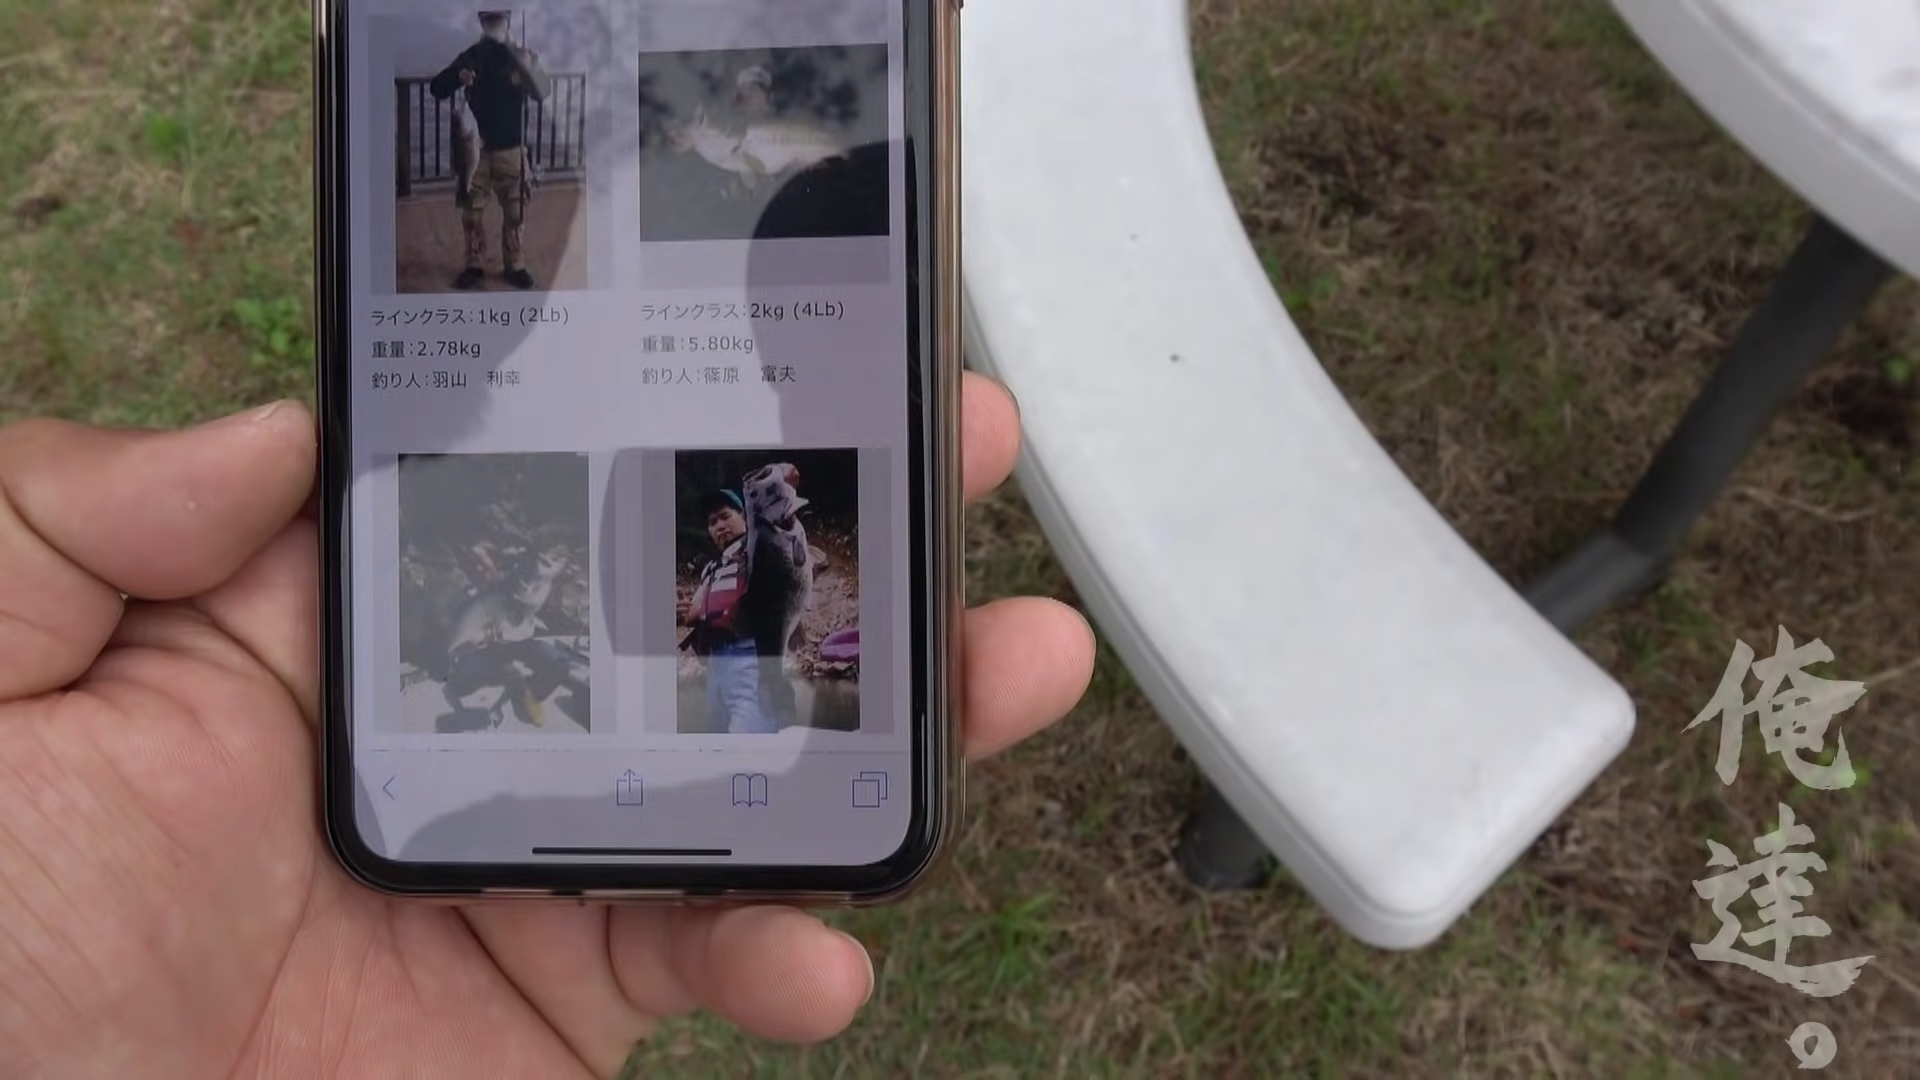 ラインクラス:1kg (2Lb)
重量:2.78kg
釣り人:羽山　利幸
ラインクラス:2kg (4Lb)
重量:5.80kg
釣り人:篠原　富夫
俺達。